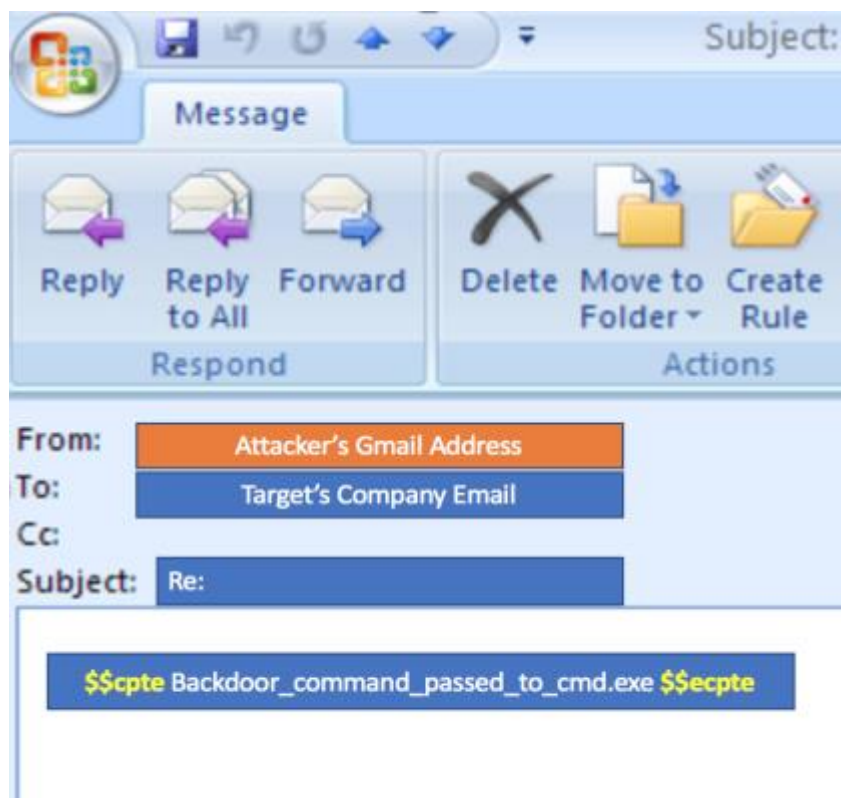 Subject:
Message
Reply
Reply to All
Forward
Delete
Move to Folder
Create Rule
Respond
Actions
From: Attacker's Gmail Address
To: Target's Company Email
Cc:
Subject: Re:
$$cpte Backdoor_command_passed_to_cmd.exe $$ecpte